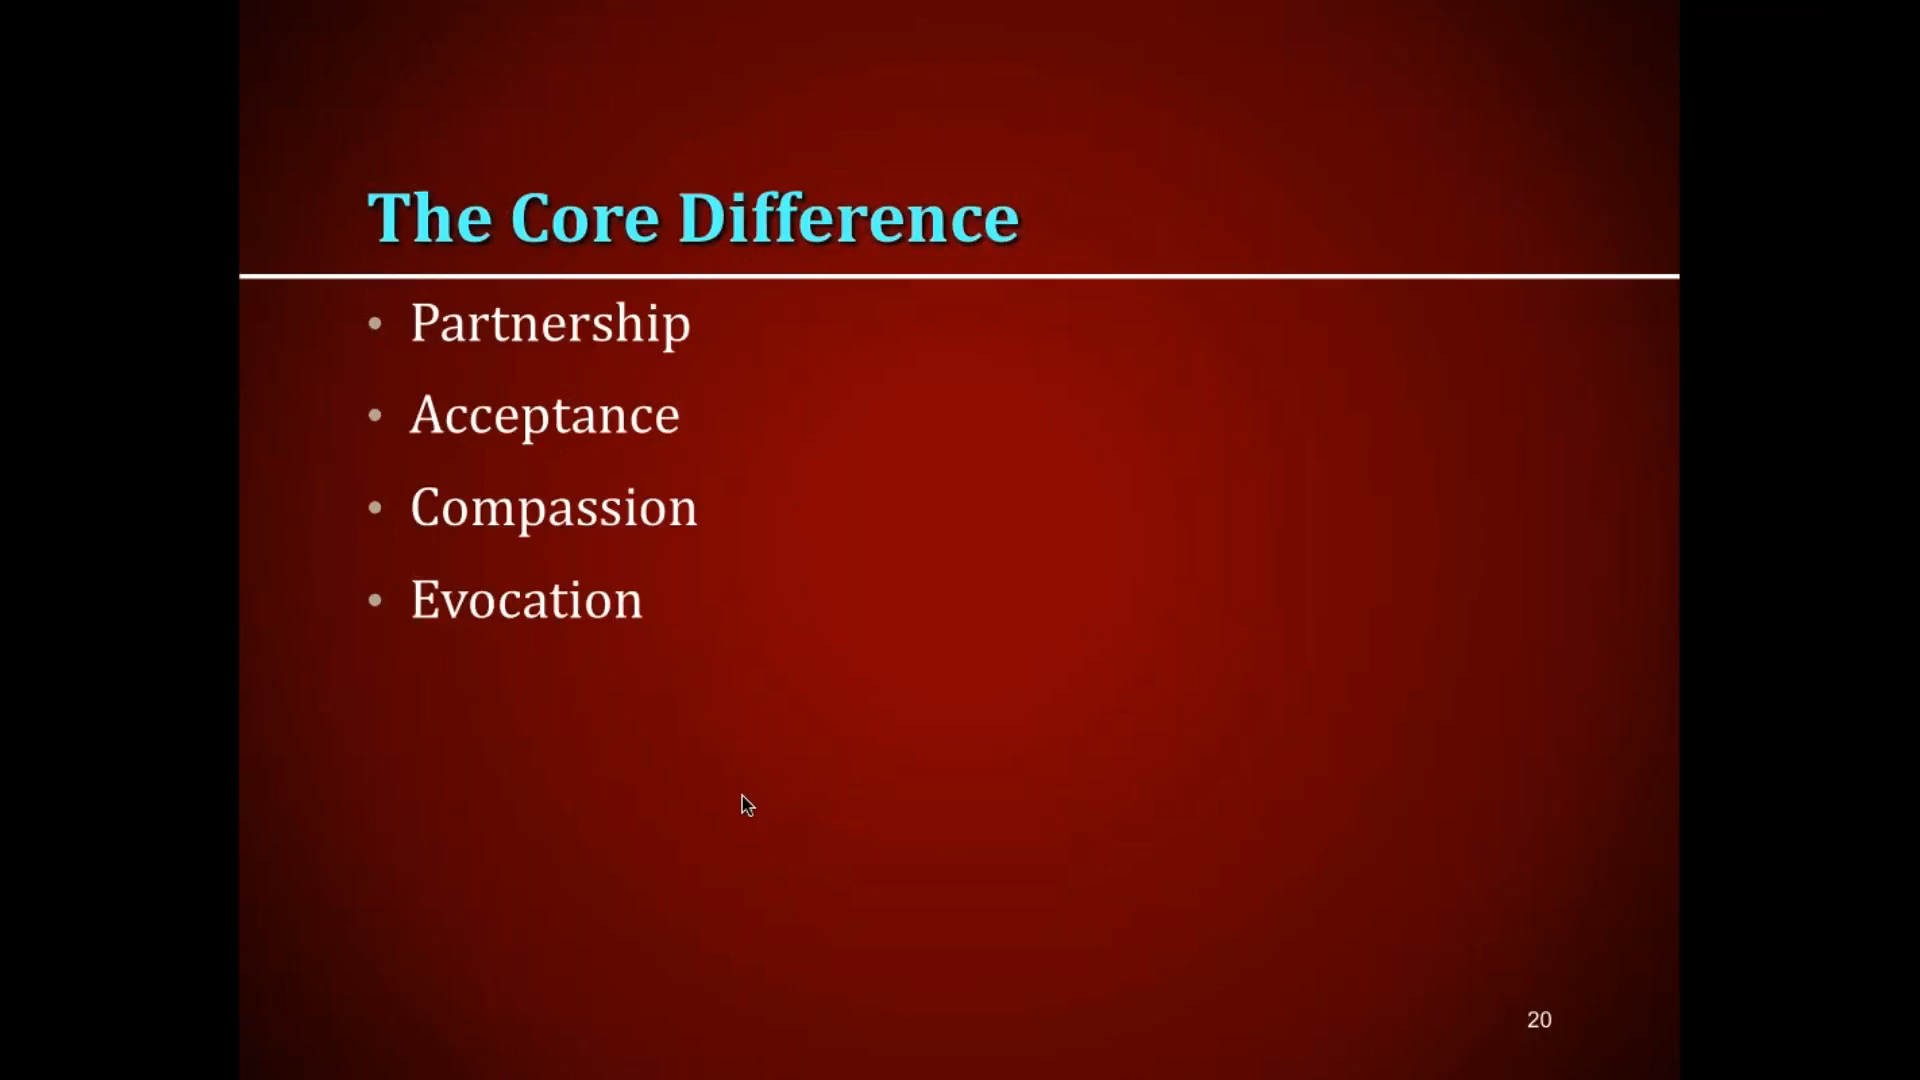 The Core Difference
• Partnership
• Acceptance
• Compassion
• Evocation
20